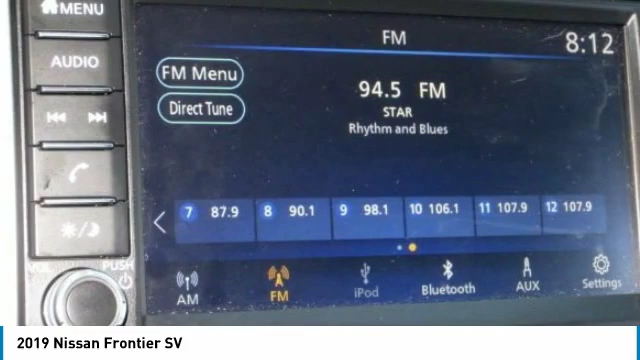 MENU
FM
8:12
AUDIO
FM Menu
Direct Tune
94.5 FM
STAR
Rhythm and Blues
7 87.9
8 90.1
9 98.1
10 106.1
11 107.9
12 107.9
VOL
PUSH
AM
FM
iPod
Bluetooth
AUX
Settings
2019 Nissan Frontier SV